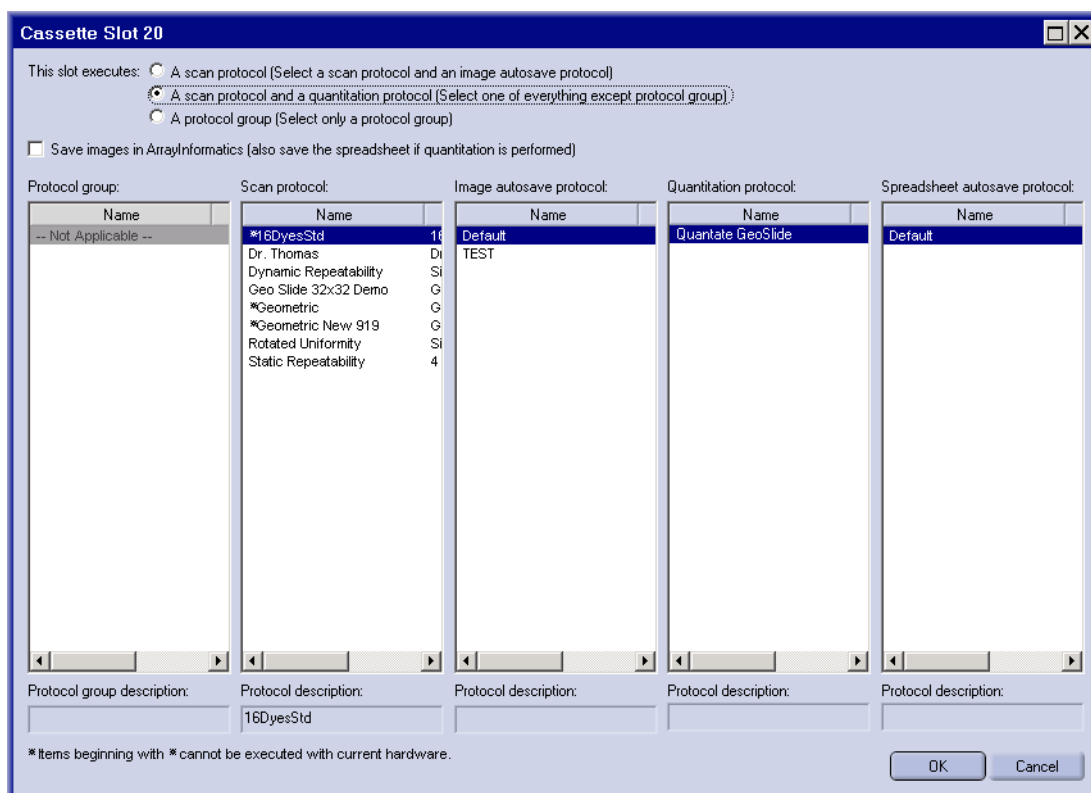 Cassette Slot 20
This slot executes:
A scan protocol (Select a scan protocol and an image autosave protocol)
A scan protocol and a quantitation protocol (Select one of everything except protocol group)
A protocol group (Select only a protocol group)
Save images in ArrayInformatics (also save the spreadsheet if quantitation is performed)
Protocol group:
Name
-- Not Applicable --
Protocol group description:
Scan protocol:
Name
*16DyesStd 16
Dr. Thomas Dr
Dynamic Repeatability Si
Geo Slide 32x32 Demo G
*Geometric G
*Geometric New 919 G
Rotated Uniformity Si
Static Repeatability 4
Protocol description:
16DyesStd
Image autosave protocol:
Name
Default
TEST
Protocol description:
Quantitation protocol:
Name
Quantate GeoSlide
Protocol description:
Spreadsheet autosave protocol:
Name
Default
Protocol description:
*Items beginning with * cannot be executed with current hardware.
OK
Cancel